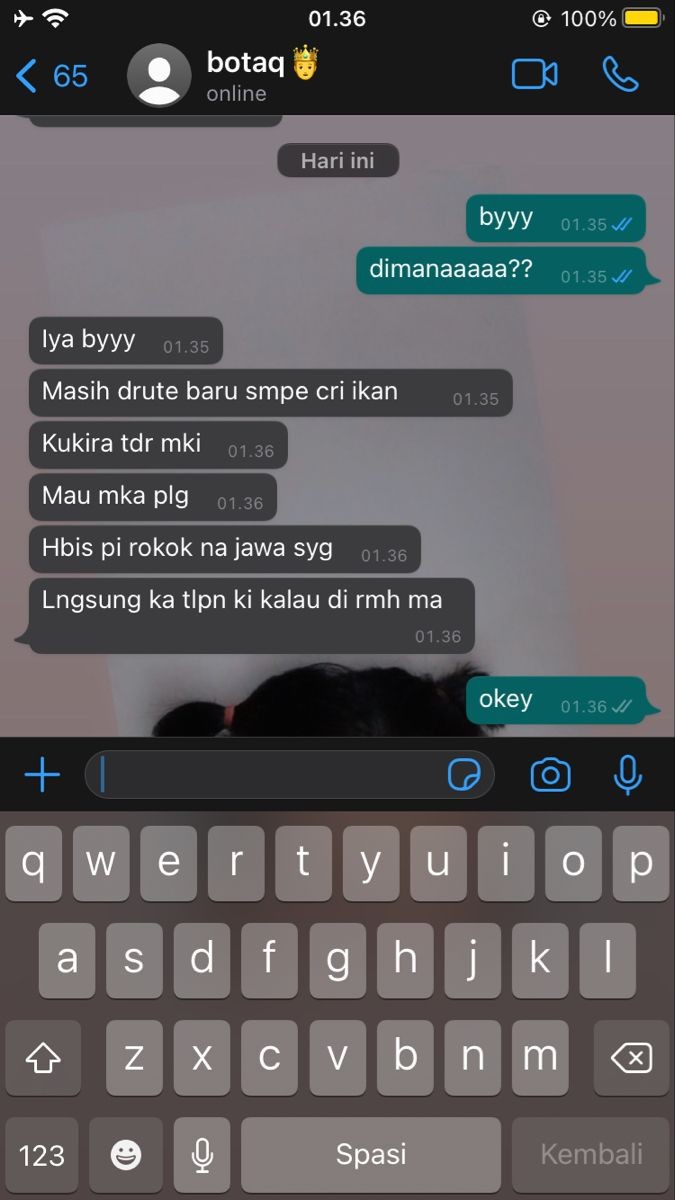 01.36
100%
65
botaq
online
Hari ini
byyy 01.35
dimanaaaaa?? 01.35
Iya byyy 01.35
Masih drute baru smpe cri ikan 01.35
Kukira tdr mki 01.36
Mau mka plg 01.36
Hbis pi rokok na jawa syg 01.36
Lngsung ka tlpn ki kalau di rmh ma
01.36
okey 01.36
q w e r t y u i o p
a s d f g h j k l
z x c v b n m
123 Spasi Kembali